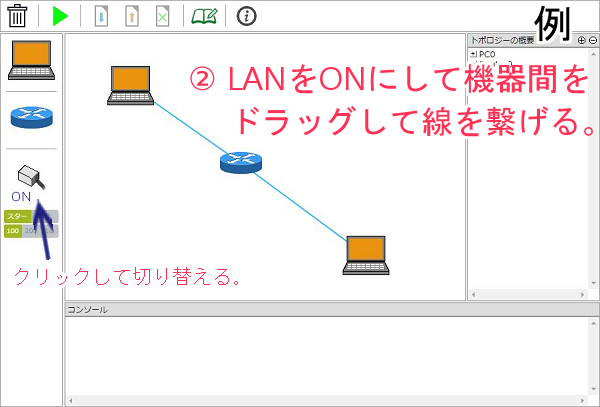 例
トポロジーの概要
PC0
② LANをONにして機器間を
ドラッグして線を繋げる。
ON
スター
100
クリックして切り替える。
コンソール